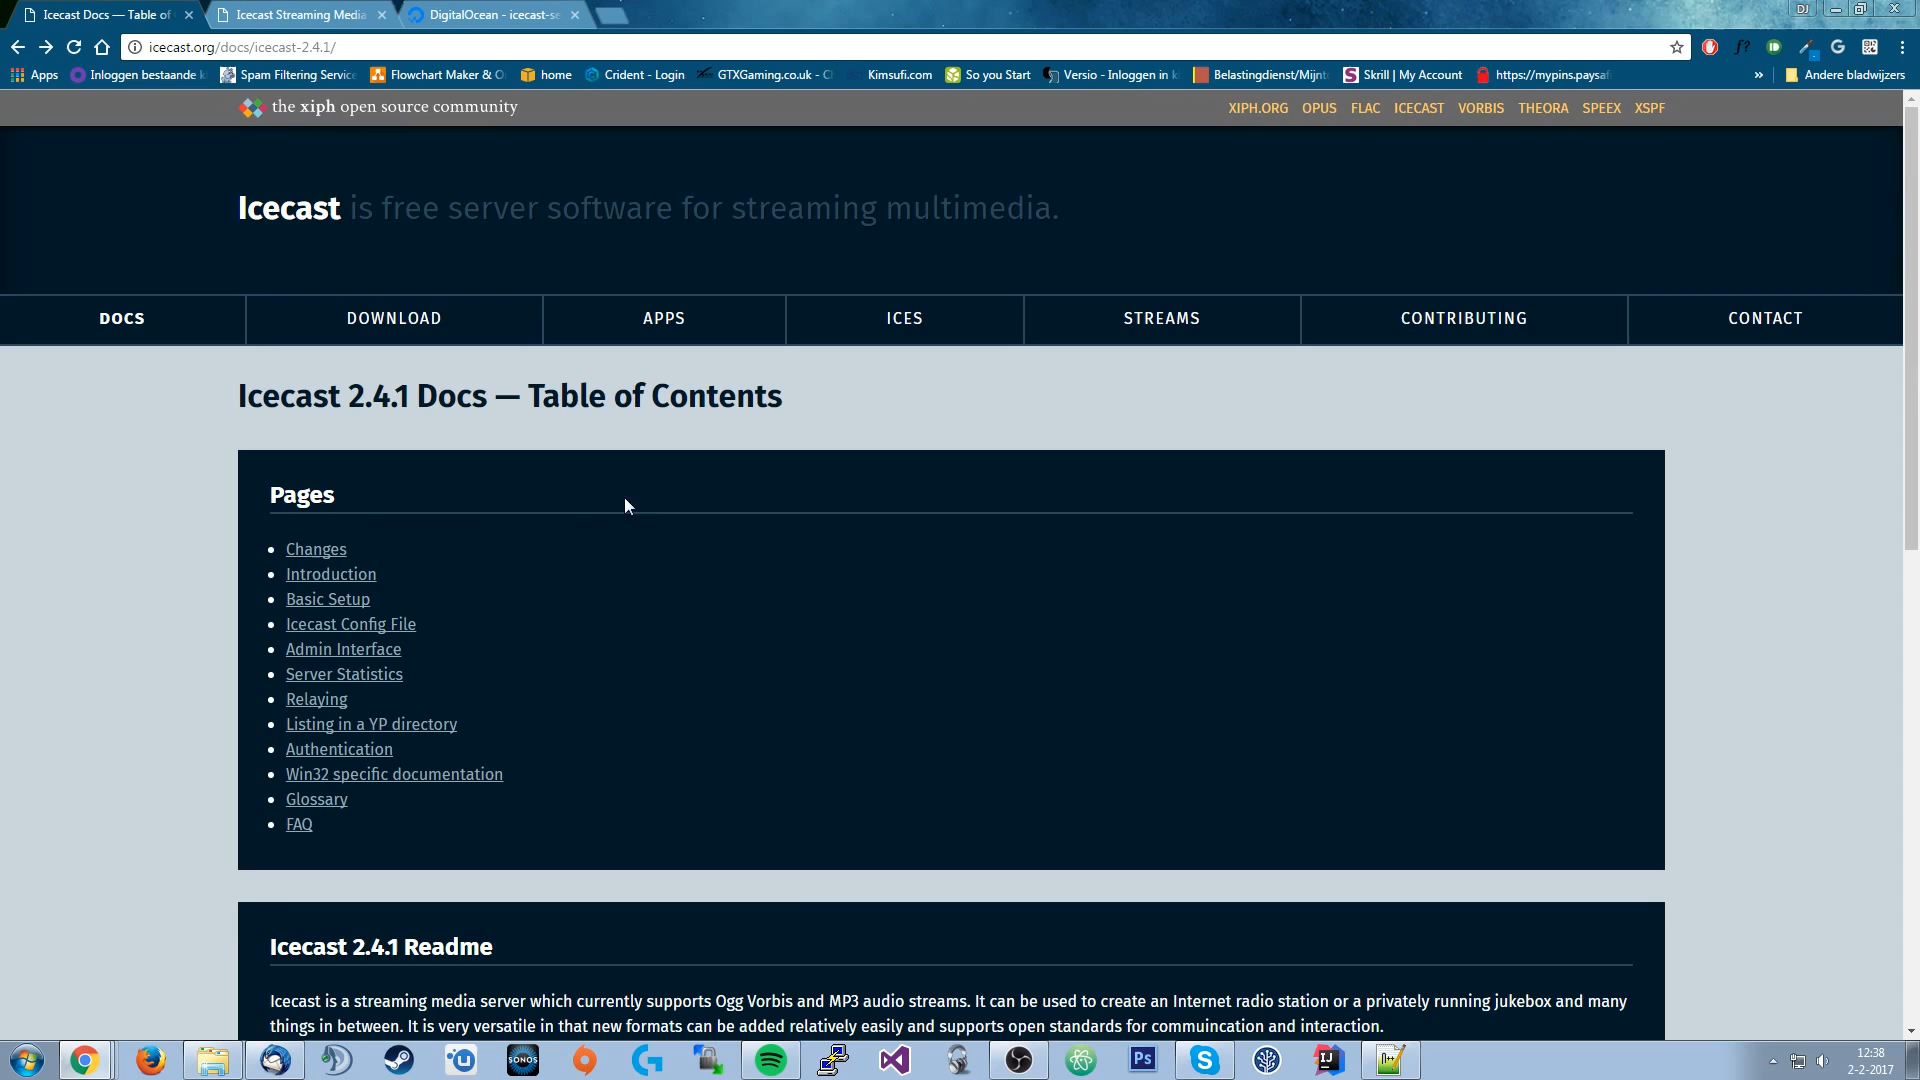 Icecast Docs — Table of
Icecast Streaming Media
DigitalOcean - icecast-se
DJ
icecast.org/docs/icecast-2.4.1/
Apps
Inloggen bestaande k
Spam Filtering Service
Flowchart Maker & O
home
Crident - Login
GTXGaming.co.uk - C
Kimsufi.com
So you Start
Versio - Inloggen in k
Belastingdienst/Mijnt
Skrill | My Account
https://mypins.paysaf
»
Andere bladwijzers
the xiph open source community
XIPH.ORG OPUS FLAC ICECAST VORBIS THEORA SPEEX XSPF
Icecast is free server software for streaming multimedia.
DOCS DOWNLOAD APPS ICES STREAMS CONTRIBUTING CONTACT
Icecast 2.4.1 Docs — Table of Contents
Pages
Changes
Introduction
Basic Setup
Icecast Config File
Admin Interface
Server Statistics
Relaying
Listing in a YP directory
Authentication
Win32 specific documentation
Glossary
FAQ
Icecast 2.4.1 Readme
Icecast is a streaming media server which currently supports Ogg Vorbis and MP3 audio streams. It can be used to create an Internet radio station or a privately running jukebox and many
things in between. It is very versatile in that new formats can be added relatively easily and supports open standards for commuincation and interaction.
SONOS
Ps
IJ
12:38
2-2-2017